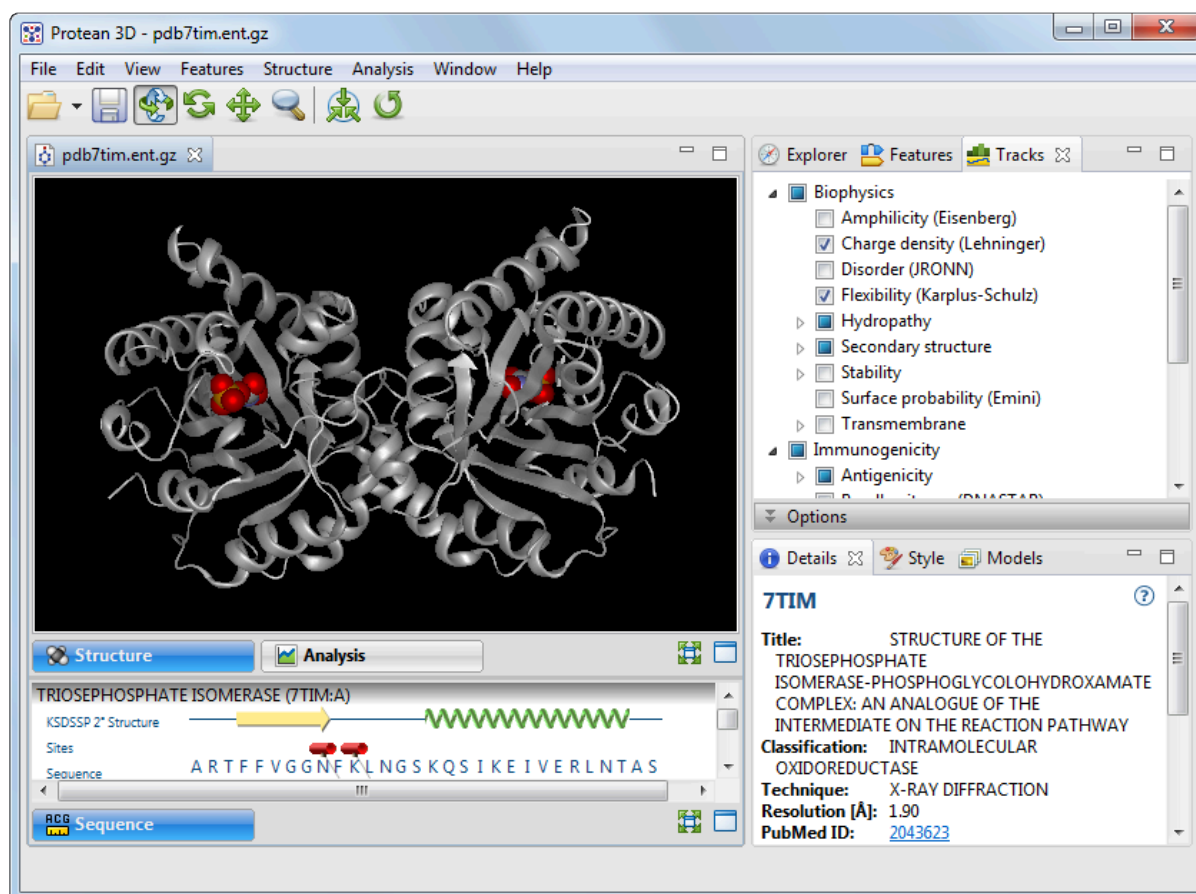 Protean 3D - pdb7tim.ent.gz
File Edit View Features Structure Analysis Window Help
pdb7tim.ent.gz
Explorer Features Tracks
Biophysics
Amphilicity (Eisenberg)
Charge density (Lehninger)
Disorder (JRONN)
Flexibility (Karplus-Schulz)
Hydropathy
Secondary structure
Stability
Surface probability (Emini)
Transmembrane
Immunogenicity
Antigenicity
Options
Details Style Models
7TIM
Title: STRUCTURE OF THE
TRIOSEPHOSPHATE
ISOMERASE-PHOSPHOGLYCOLOHYDROXAMATE
COMPLEX: AN ANALOGUE OF THE
INTERMEDIATE ON THE REACTION PATHWAY
Classification: INTRAMOLECULAR
OXIDOREDUCTASE
Technique: X-RAY DIFFRACTION
Resolution [Å]: 1.90
PubMed ID: 2043623
Structure Analysis
TRIOSEPHOSPHATE ISOMERASE (7TIM:A)
KSDSSP 2° Structure
Sites
Sequence A R T F F V G G N F K L N G S K Q S I K E I V E R L N T A S
ACG Sequence